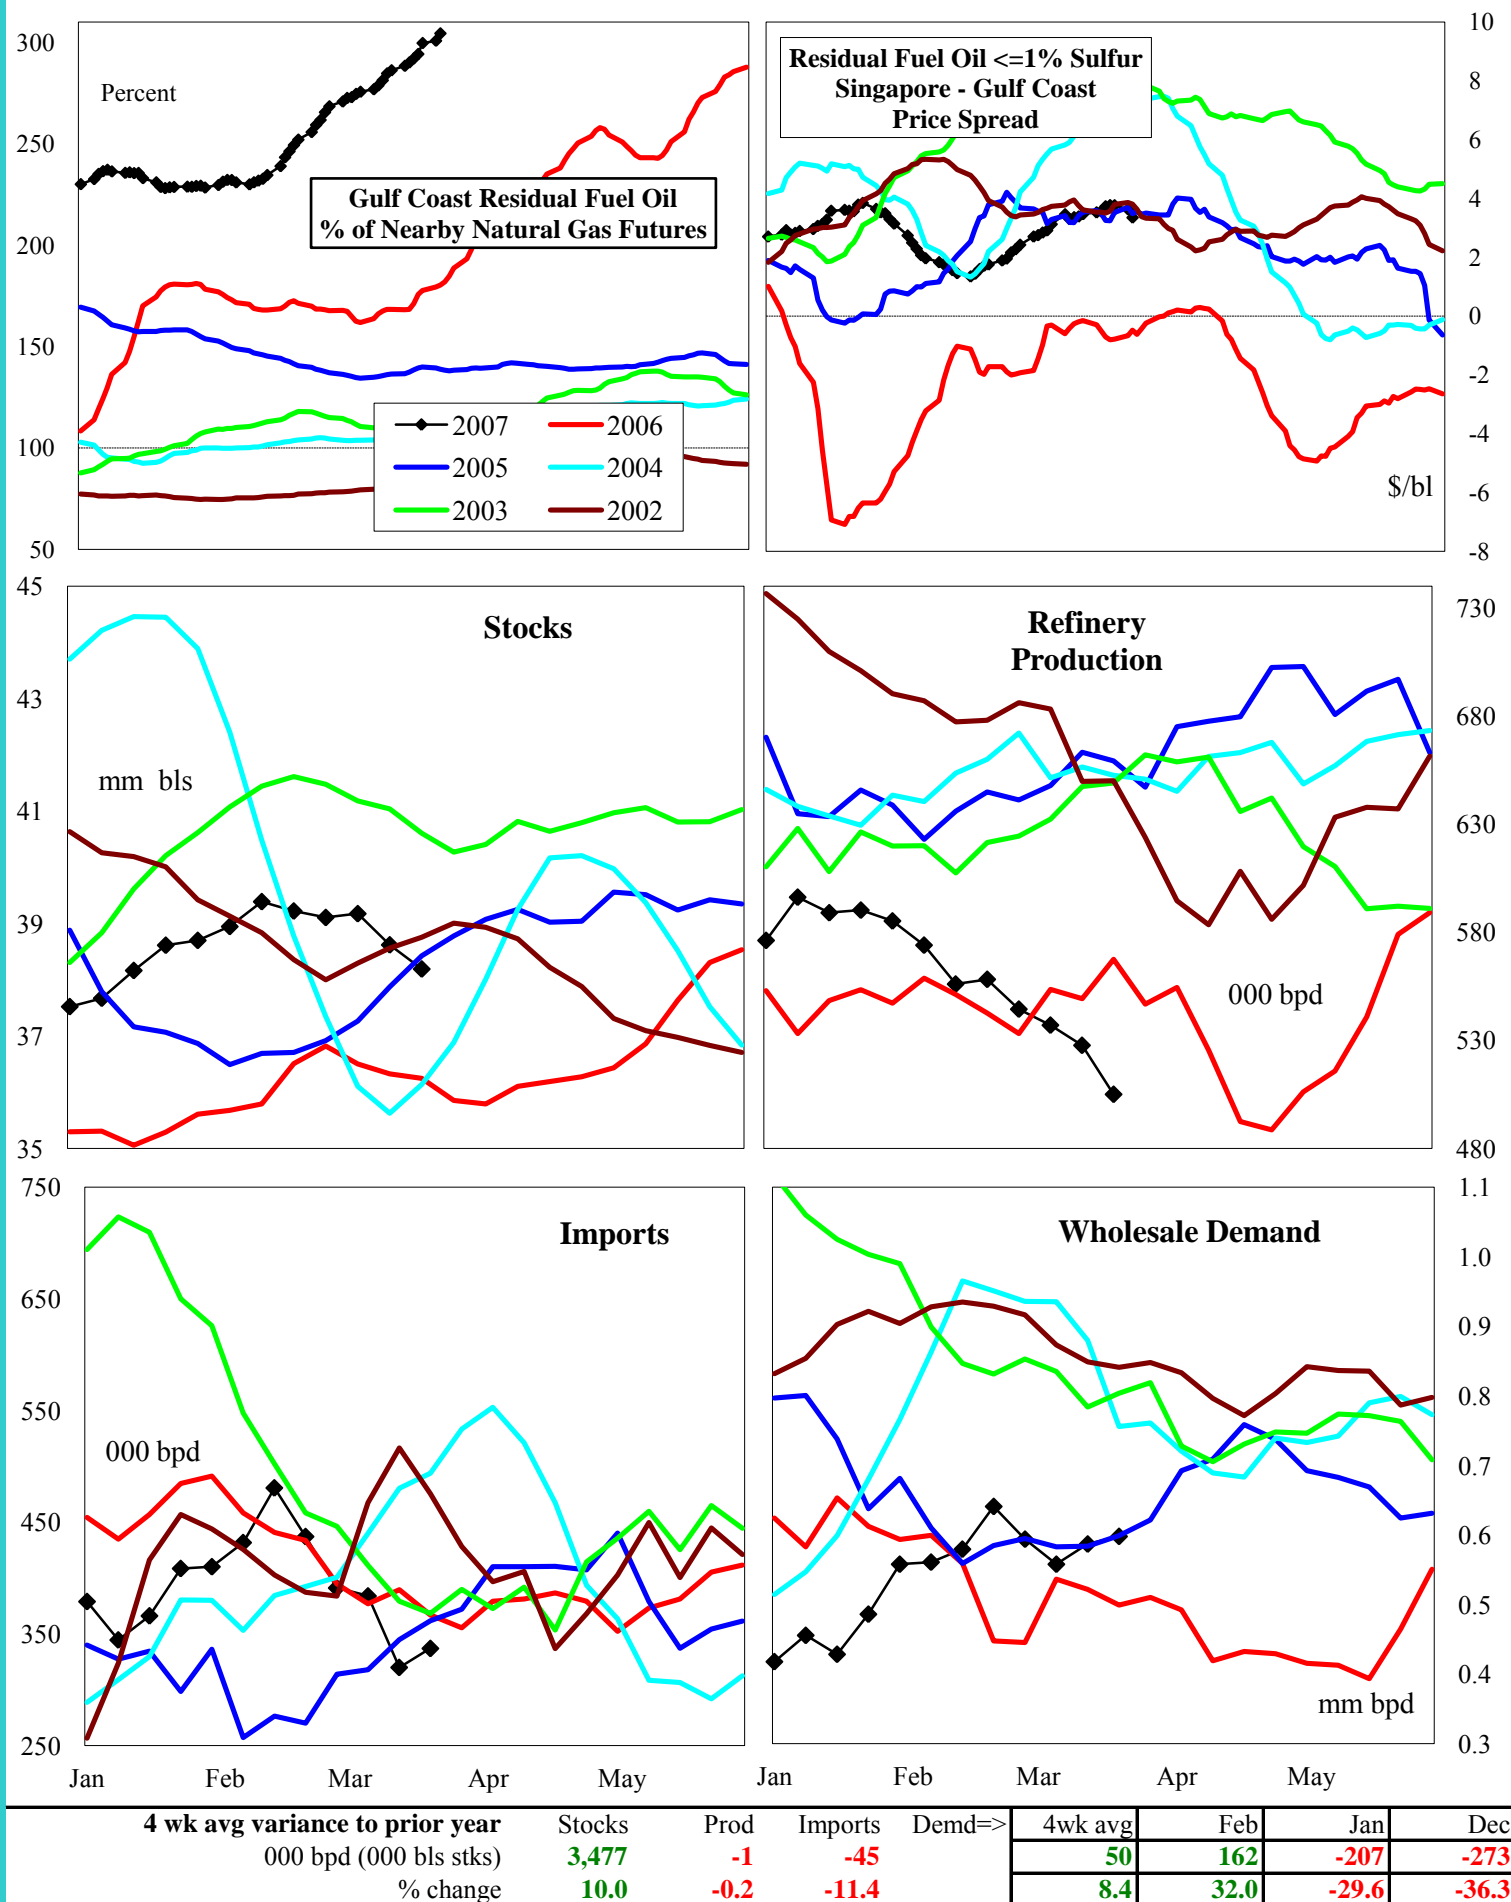 300
250
200
150
100
50
Percent
Gulf Coast Residual Fuel Oil
% of Nearby Natural Gas Futures
2007
2006
2005
2004
2003
2002
Residual Fuel Oil <=1% Sulfur
Singapore - Gulf Coast
Price Spread
10
8
6
4
2
0
-2
-4
-6
-8
$/bl
45
43
41
39
37
35
Stocks
mm bls
Refinery
Production
730
680
630
580
530
480
000 bpd
750
650
550
450
350
250
Imports
000 bpd
Jan Feb Mar Apr May
Wholesale Demand
1.1
1.0
0.9
0.8
0.7
0.6
0.5
0.4
0.3
mm bpd
Jan Feb Mar Apr May
4 wk avg variance to prior year Stocks Prod Imports Demd=> 4wk avg Feb Jan Dec
000 bpd (000 bls stks) 3,477 -1 -45 50 162 -207 -273
% change 10.0 -0.2 -11.4 8.4 32.0 -29.6 -36.3